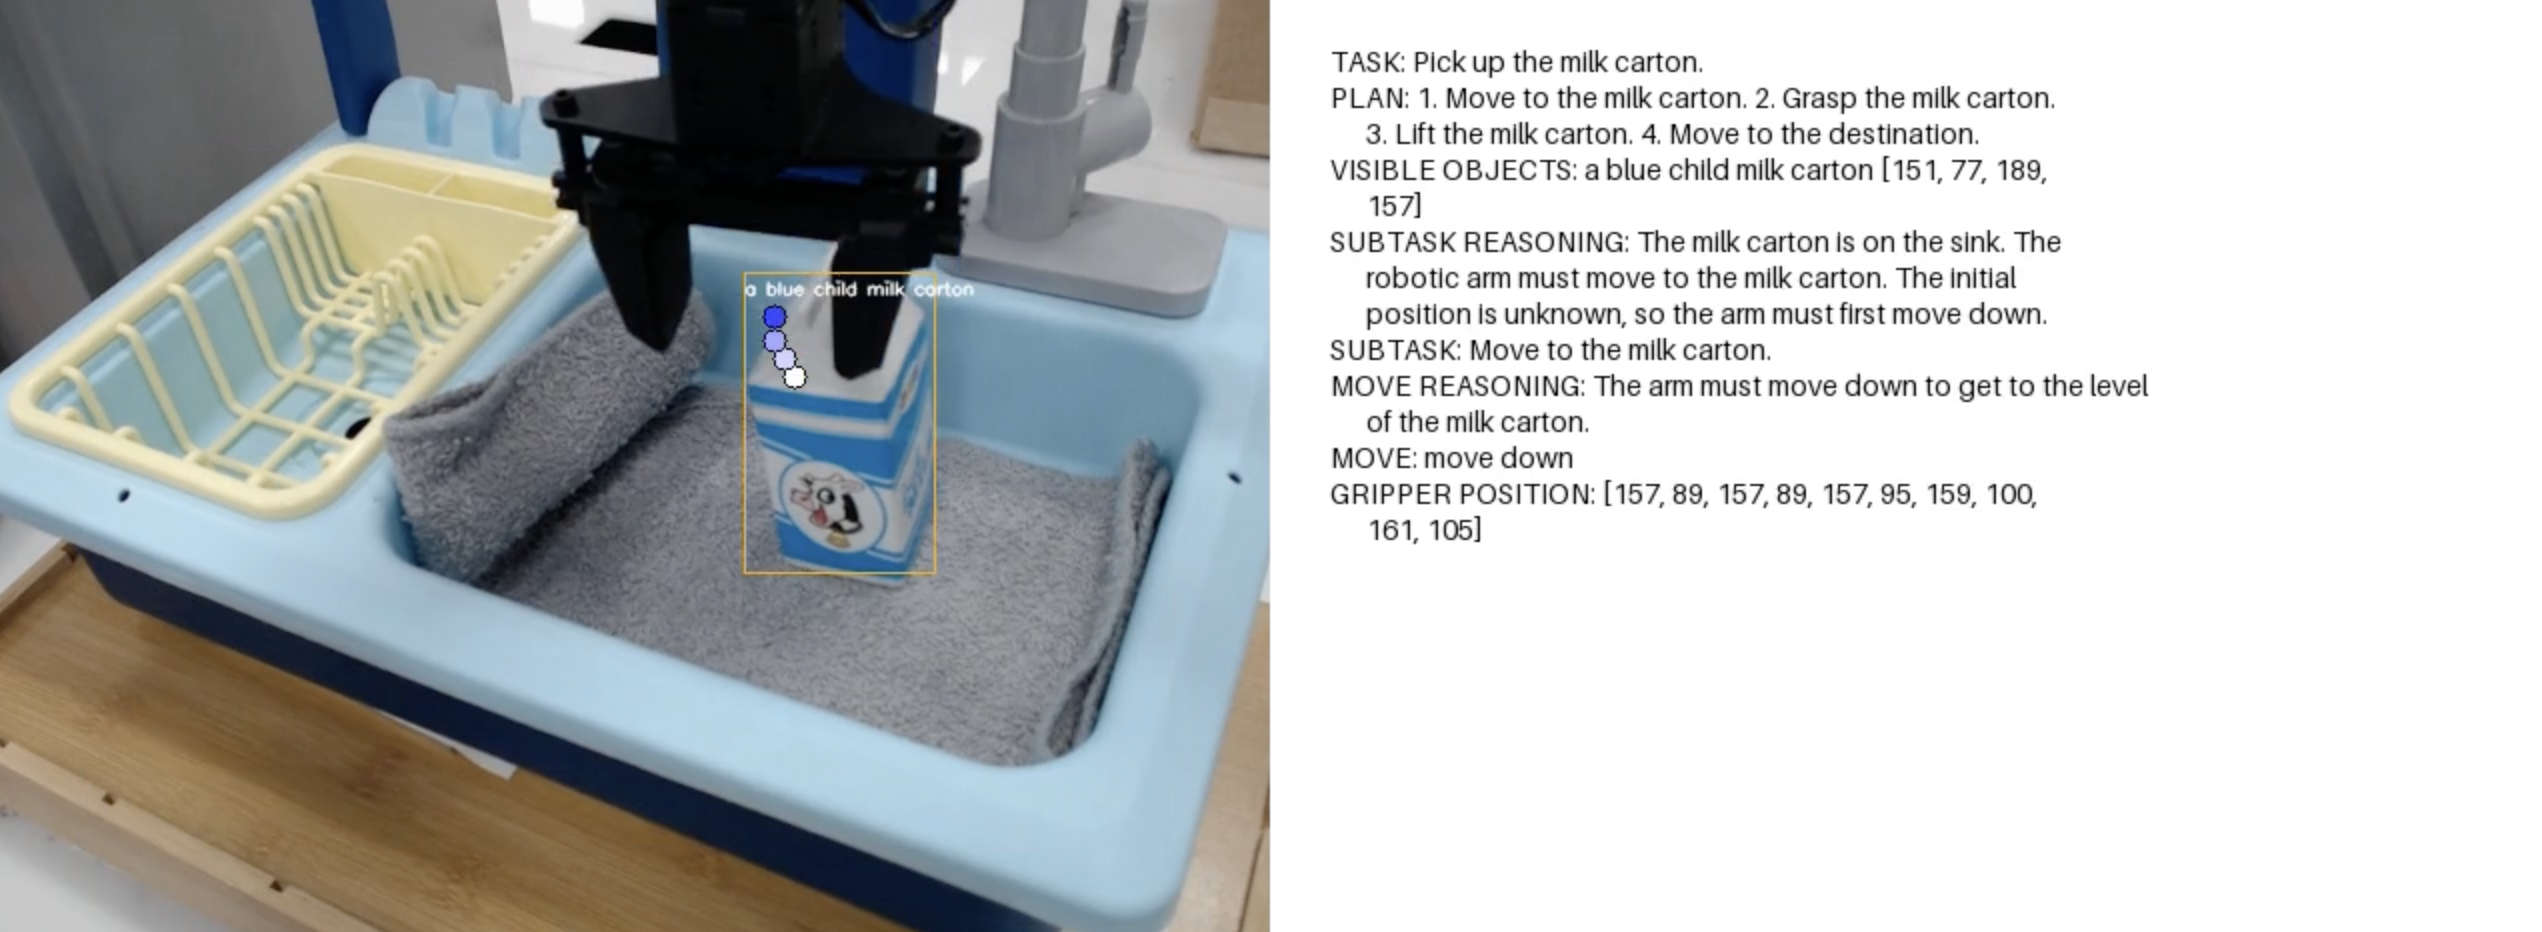 a blue child milk carton
TASK: Pick up the milk carton.
PLAN: 1. Move to the milk carton. 2. Grasp the milk carton.
3. Lift the milk carton. 4. Move to the destination.
VISIBLE OBJECTS: a blue child milk carton [151, 77, 189,
157]
SUBTASK REASONING: The milk carton is on the sink. The
robotic arm must move to the milk carton. The initial
position is unknown, so the arm must first move down.
SUBTASK: Move to the milk carton.
MOVE REASONING: The arm must move down to get to the level
of the milk carton.
MOVE: move down
GRIPPER POSITION: [157, 89, 157, 89, 157, 95, 159, 100,
161, 105]